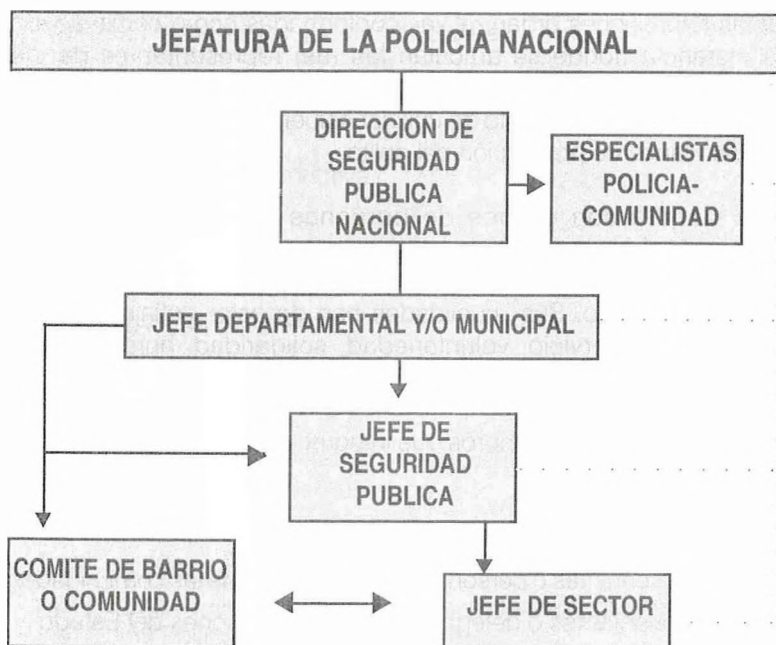 JEFATURA DE LA POLICIA NACIONAL
DIRECCION DE
SEGURIDAD
PUBLICA
NACIONAL
ESPECIALISTAS
POLICIA-
COMUNIDAD
JEFE DEPARTAMENTAL Y/O MUNICIPAL
JEFE DE
SEGURIDAD
PUBLICA
COMITE DE BARRIO
O COMUNIDAD
JEFE DE SECTOR